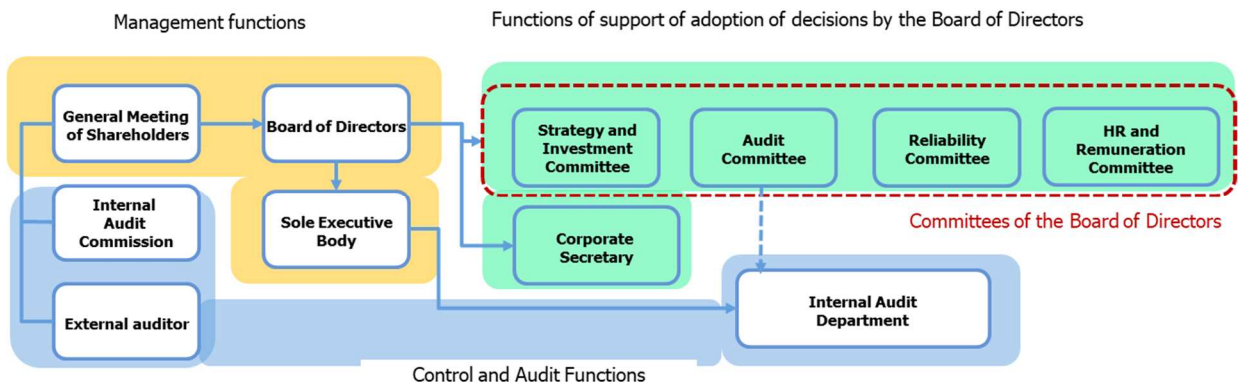 Management functions
Functions of support of adoption of decisions by the Board of Directors
General Meeting
of Shareholders
Board of Directors
Strategy and
Investment
Committee
Audit
Committee
Reliability
Committee
HR and
Remuneration
Committee
Committees of the Board of Directors
Internal
Audit
Commission
Sole Executive
Body
Corporate
Secretary
External auditor
Internal Audit
Department
Control and Audit Functions